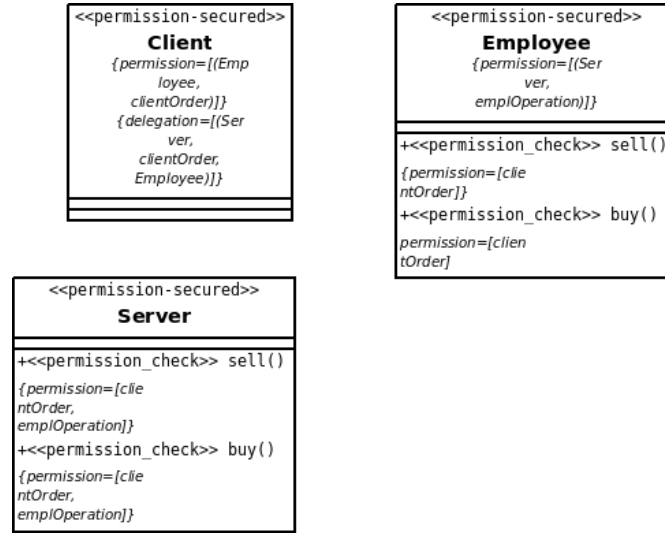 <<permission-secured>>
Client
{permission=[(Emp
loyee,
clientOrder)]}
{delegation=[(Ser
ver,
clientOrder,
Employee)]}
<<permission-secured>>
Employee
{permission=[(Ser
ver,
emplOperation)]}
+<<permission_check>> sell()
{permission=[clie
ntOrder]}
+<<permission_check>> buy()
permission=[clien
tOrder]
<<permission-secured>>
Server
+<<permission_check>> sell()
{permission=[clie
ntOrder,
emplOperation]}
+<<permission_check>> buy()
{permission=[clie
ntOrder,
emplOperation]}